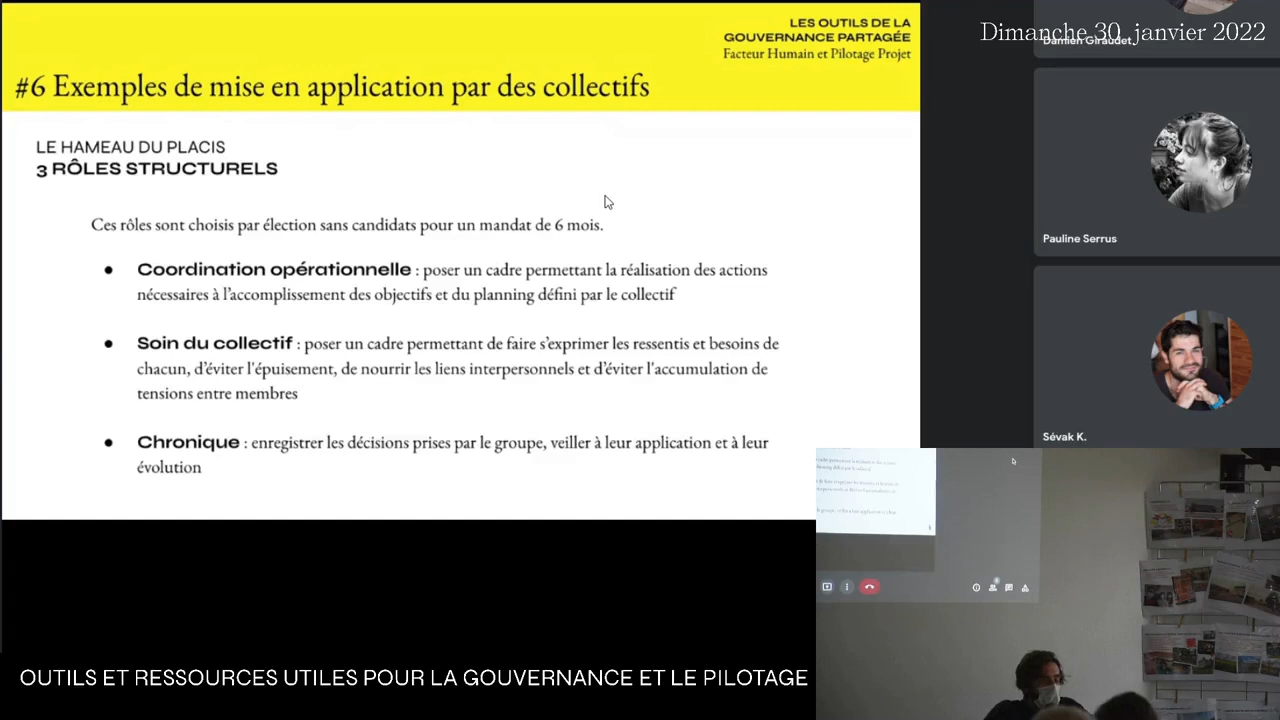 LES OUTILS DE LA
GOUVERNANCE PARTAGÉE
Facteur Humain et Pilotage Projet
#6 Exemples de mise en application par des collectifs
Dimanche 30 janvier 2022
Damien Giraudet
LE HAMEAU DU PLACIS
3 RÔLES STRUCTURELS
Ces rôles sont choisis par élection sans candidats pour un mandat de 6 mois.
● Coordination opérationnelle : poser un cadre permettant la réalisation des actions
nécessaires à l'accomplissement des objectifs et du planning défini par le collectif
● Soin du collectif : poser un cadre permettant de faire s'exprimer les ressentis et besoins de
chacun, d'éviter l'épuisement, de nourrir les liens interpersonnels et d'éviter l'accumulation de
tensions entre membres
● Chronique : enregistrer les décisions prises par le groupe, veiller à leur application et à leur
évolution
Pauline Serrus
Sévak K.
OUTILS ET RESSOURCES UTILES POUR LA GOUVERNANCE ET LE PILOTAGE